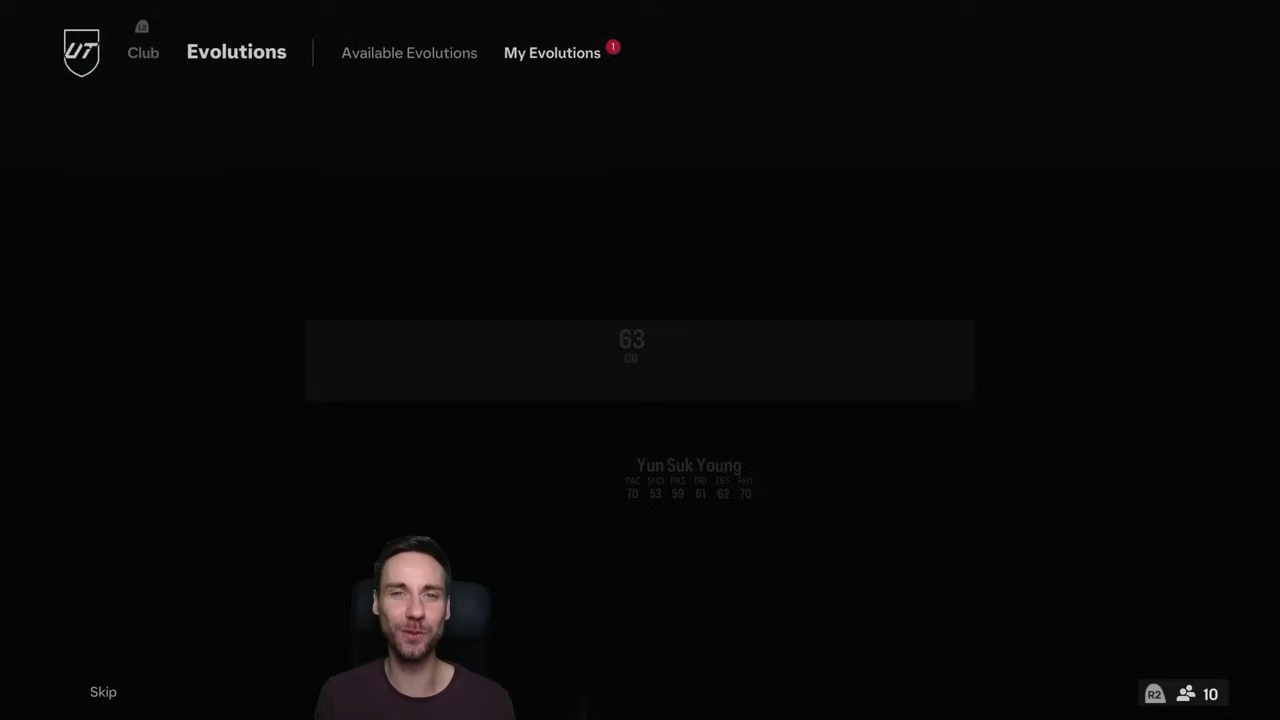 L2
UT
Club
Evolutions
Available Evolutions
My Evolutions
1
63
CB
Yun Suk Young
PAC SHO PAS DRI DEF PHY
70 53 59 61 62 70
Skip
R2
10